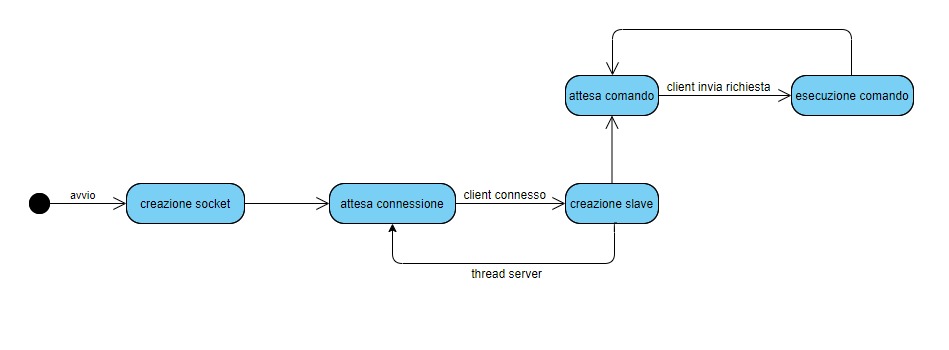 client invia richiesta
attesa comando
esecuzione comando
avvio
creazione socket
attesa connessione
client connesso
creazione slave
thread server